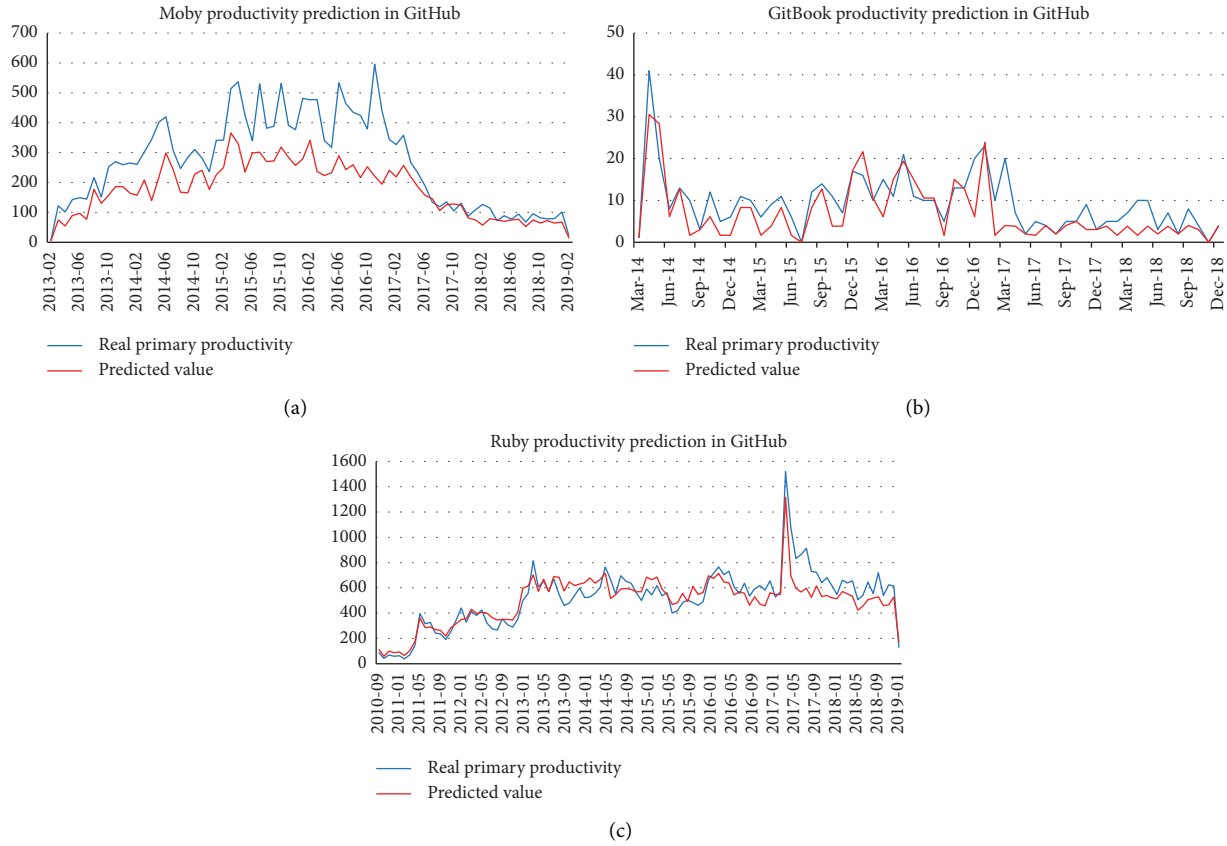 Moby productivity prediction in GitHub
700
600
500
400
300
200
100
0
2013-02
2013-06
2013-10
2014-02
2014-06
2014-10
2015-02
2015-06
2015-10
2016-02
2016-06
2016-10
2017-02
2017-06
2017-10
2018-02
2018-06
2018-10
2019-02
Real primary productivity
Predicted value
(a)
GitBook productivity prediction in GitHub
50
40
30
20
10
0
Mar-14
Jun-14
Sep-14
Dec-14
Mar-15
Jun-15
Sep-15
Dec-15
Mar-16
Jun-16
Sep-16
Dec-16
Mar-17
Jun-17
Sep-17
Dec-17
Mar-18
Jun-18
Sep-18
Dec-18
Real primary productivity
Predicted value
(b)
Ruby productivity prediction in GitHub
1600
1400
1200
1000
800
600
400
200
0
2010-09
2011-01
2011-05
2011-09
2012-01
2012-05
2012-09
2013-01
2013-05
2013-09
2014-01
2014-05
2014-09
2015-01
2015-05
2015-09
2016-01
2016-05
2016-09
2017-01
2017-05
2017-09
2018-01
2018-05
2018-09
2019-01
Real primary productivity
Predicted value
(c)